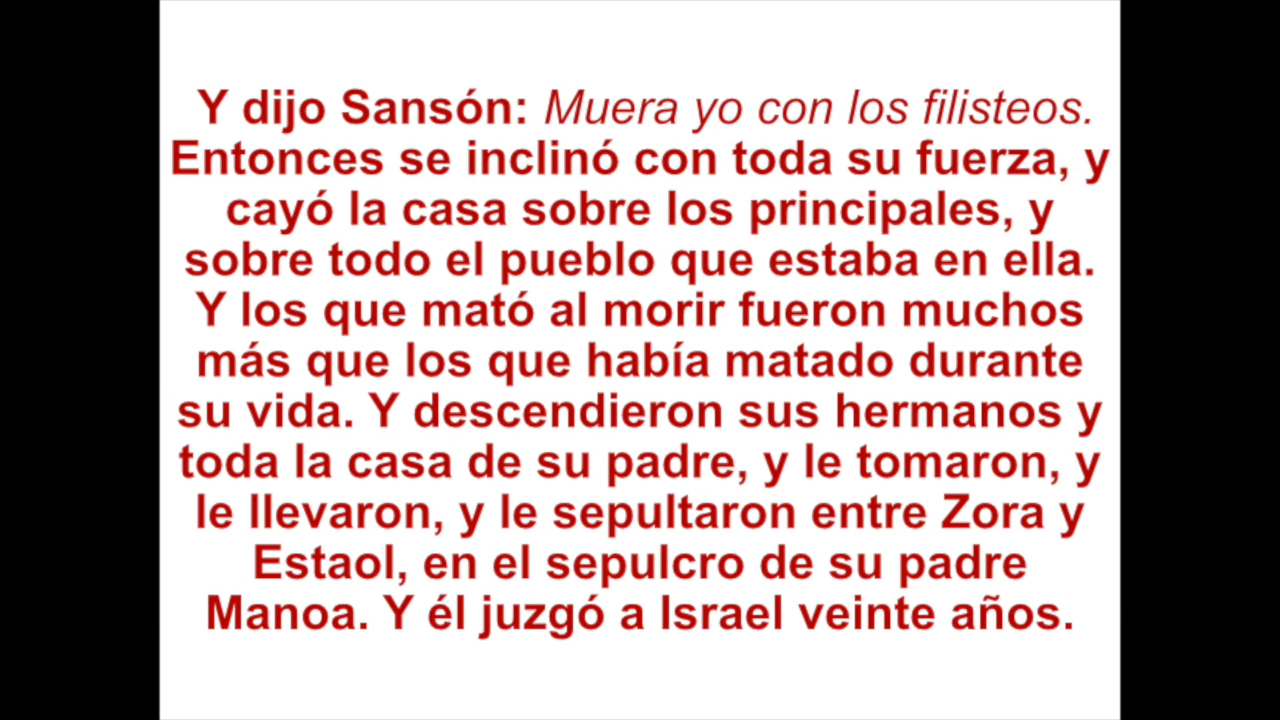 Y dijo Sansón: Muera yo con los filisteos.
Entonces se inclinó con toda su fuerza, y
cayó la casa sobre los principales, y
sobre todo el pueblo que estaba en ella.
Y los que mató al morir fueron muchos
más que los que había matado durante
su vida. Y descendieron sus hermanos y
toda la casa de su padre, y le tomaron, y
le llevaron, y le sepultaron entre Zora y
Estaol, en el sepulcro de su padre
Manoa. Y él juzgó a Israel veinte años.